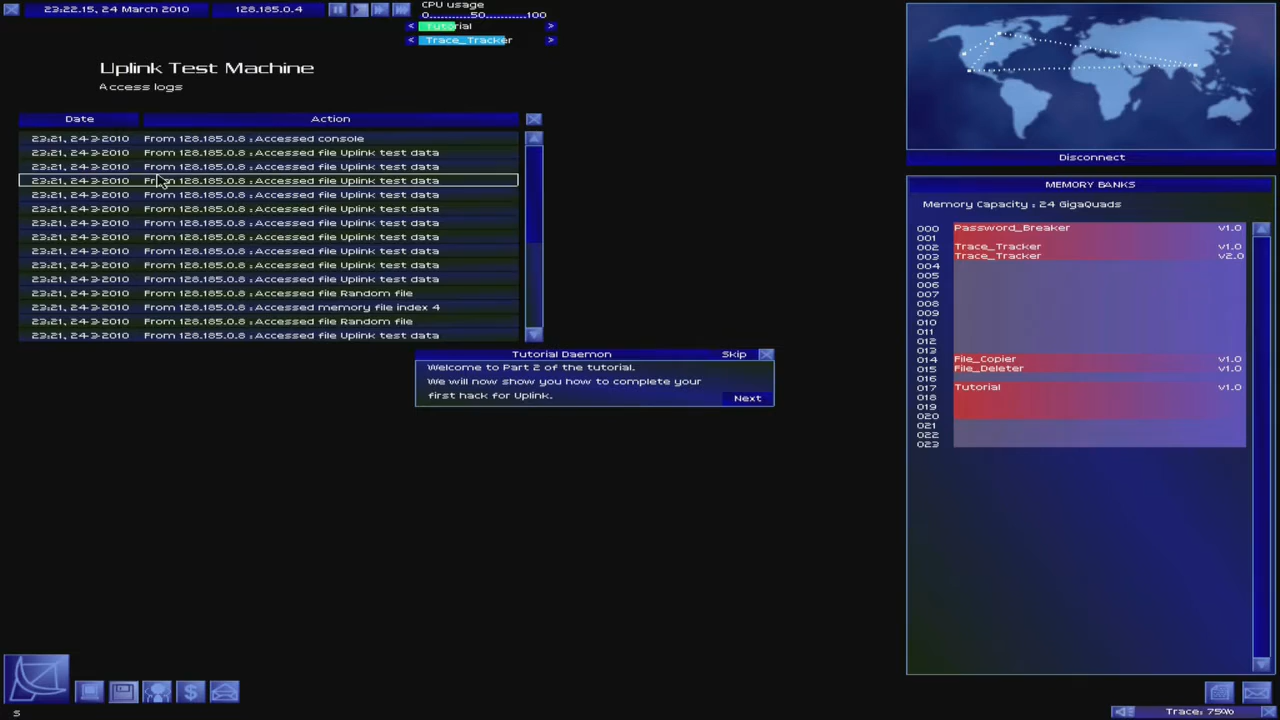 23:22.15, 24 March 2010
128.185.0.4
CPU usage
0............50............100
Tutorial
Trace_Tracker
Uplink Test Machine
Access logs
Date Action
23:21, 24-3-2010 From 128.185.0.8 : Accessed console
23:21, 24-3-2010 From 128.185.0.8 : Accessed file Uplink test data
23:21, 24-3-2010 From 128.185.0.8 : Accessed file Uplink test data
23:21, 24-3-2010 From 128.185.0.8 : Accessed file Uplink test data
23:21, 24-3-2010 From 128.185.0.8 : Accessed file Uplink test data
23:21, 24-3-2010 From 128.185.0.8 : Accessed file Uplink test data
23:21, 24-3-2010 From 128.185.0.8 : Accessed file Uplink test data
23:21, 24-3-2010 From 128.185.0.8 : Accessed file Uplink test data
23:21, 24-3-2010 From 128.185.0.8 : Accessed file Uplink test data
23:21, 24-3-2010 From 128.185.0.8 : Accessed file Uplink test data
23:21, 24-3-2010 From 128.185.0.8 : Accessed file Uplink test data
23:21, 24-3-2010 From 128.185.0.8 : Accessed file Random file
23:21, 24-3-2010 From 128.185.0.8 : Accessed memory file index 4
23:21, 24-3-2010 From 128.185.0.8 : Accessed file Random file
23:21, 24-3-2010 From 128.185.0.8 : Accessed file Uplink test data
Tutorial Daemon Skip
Welcome to Part 2 of the tutorial.
We will now show you how to complete your
first hack for Uplink.
Next
Disconnect
MEMORY BANKS
Memory Capacity : 24 GigaQuads
000 Password_Breaker v1.0
001
002 Trace_Tracker v1.0
003 Trace_Tracker v2.0
004
005
006
007
008
009
010
011
012
013
014 File_Copier v1.0
015 File_Deleter v1.0
016
017 Tutorial v1.0
018
019
020
021
022
023
s
Trace: 75%